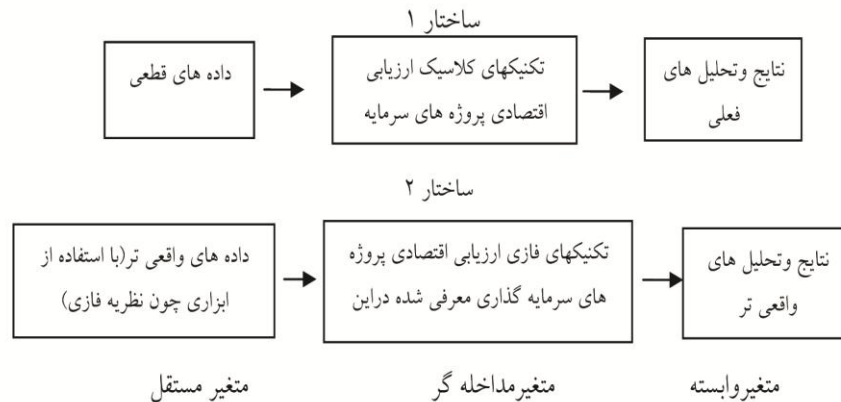 ساختار ۱
داده های قطعی
تکنیکهای کلاسیک ارزیابی
اقتصادی پروژه های سرمایه
نتایج وتحلیل های
فعلی
ساختار ۲
داده های واقعی تر(با استفاده از
ابزاری چون نظریه فازی)
تکنیکهای فازی ارزیابی اقتصادی پروژه
های سرمایه گذاری معرفی شده دراین
نتایج وتحلیل های
واقعی تر
متغیر مستقل
متغیرمداخله گر
متغیروابسته